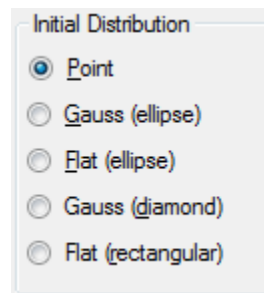 Initial Distribution
Point
Gauss (ellipse)
Flat (ellipse)
Gauss (diamond)
Flat (rectangular)